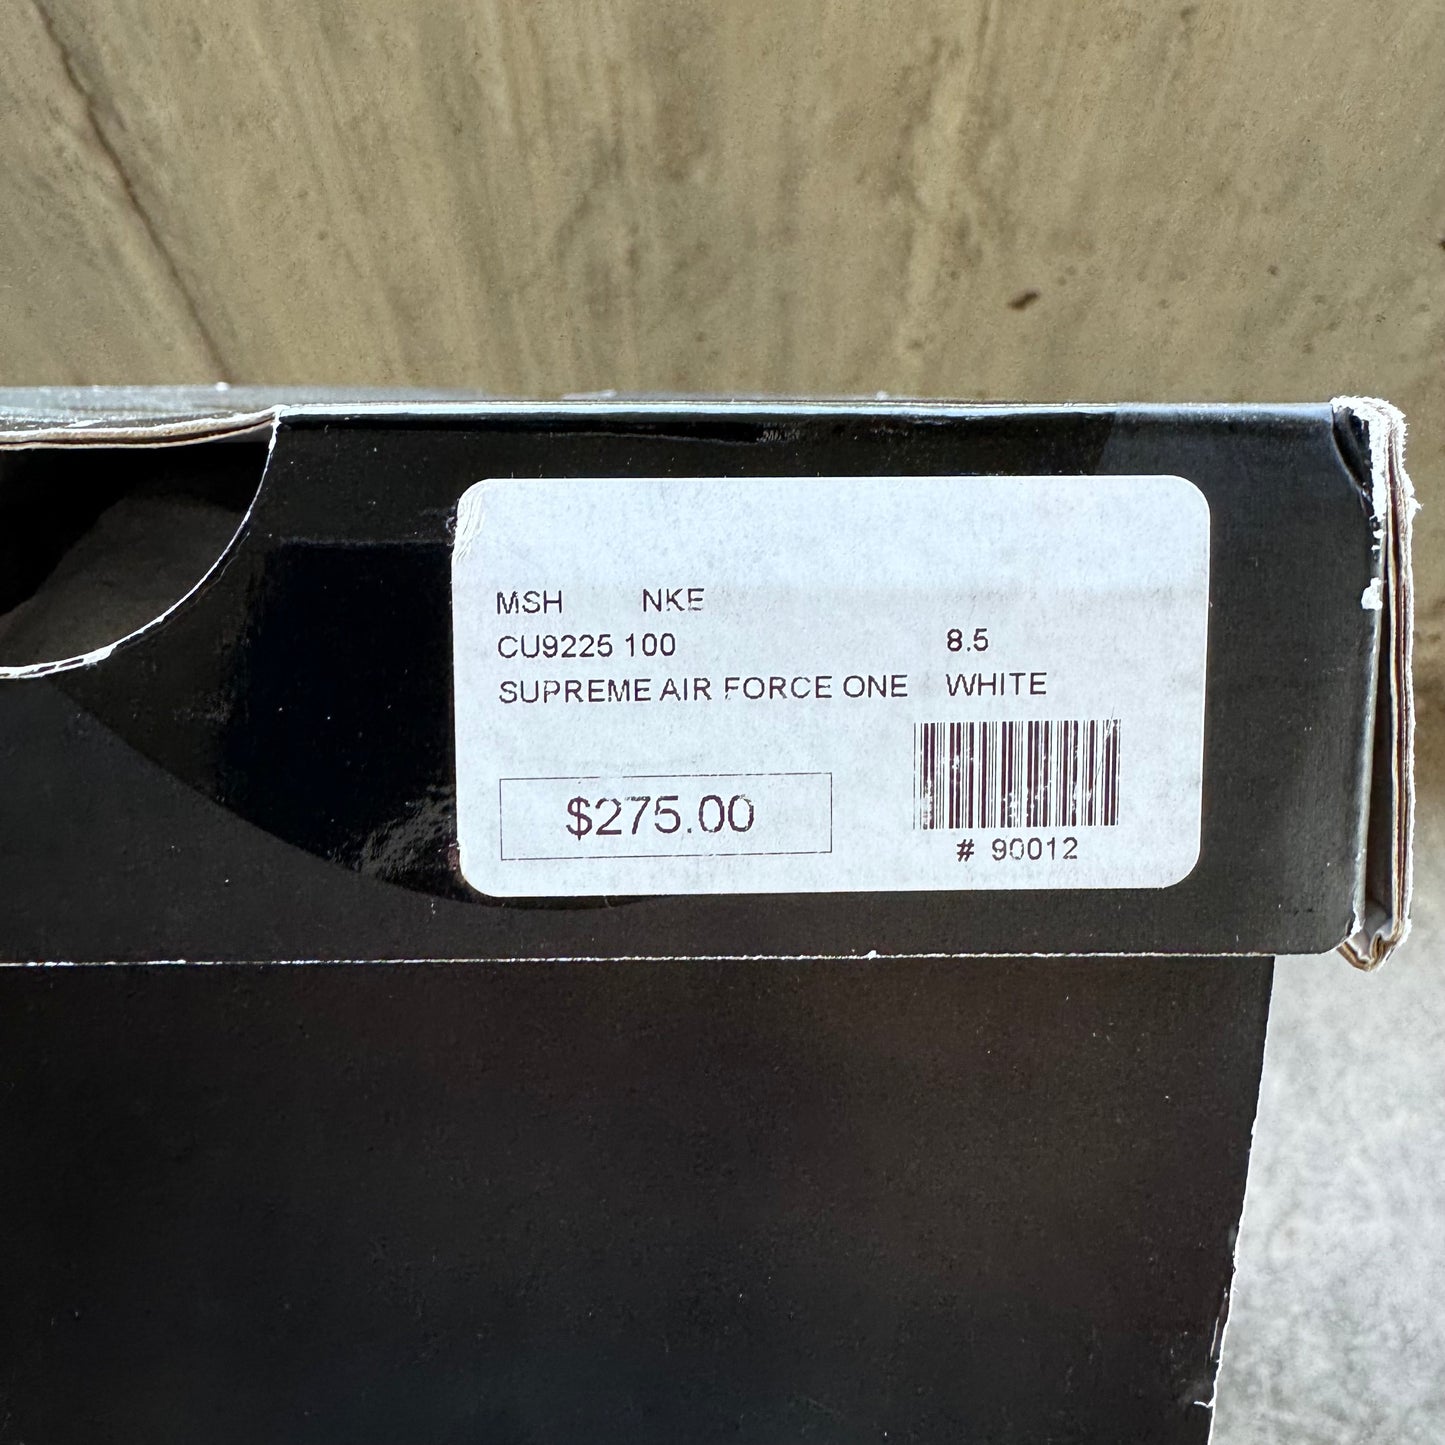 MSH NKE
CU9225 100 8.5
SUPREME AIR FORCE ONE WHITE
$275.00
# 90012